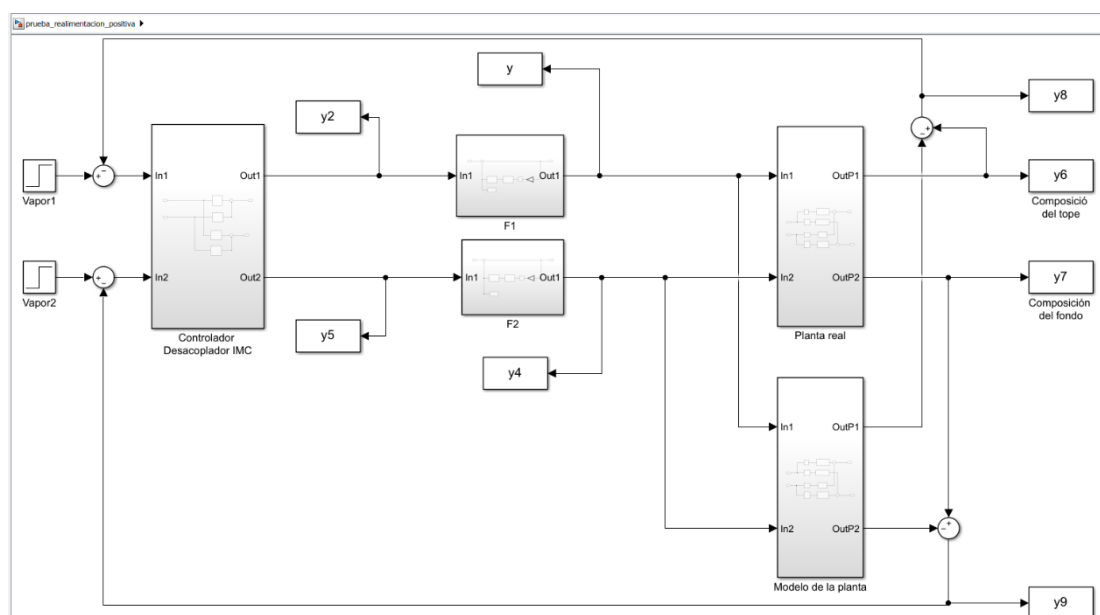 prueba_realimentacion_positiva
y
y8
y2
In1
Out1
In1
Out1
F1
In1
OutP1
y6
Vapor1
Composició
del tope
In2
Out2
In1
Out1
F2
In2
OutP2
y7
Vapor2
Composición
del fondo
Controlador
Desacoplador IMC
y5
Planta real
y4
In1
OutP1
In2
OutP2
Modelo de la planta
y9